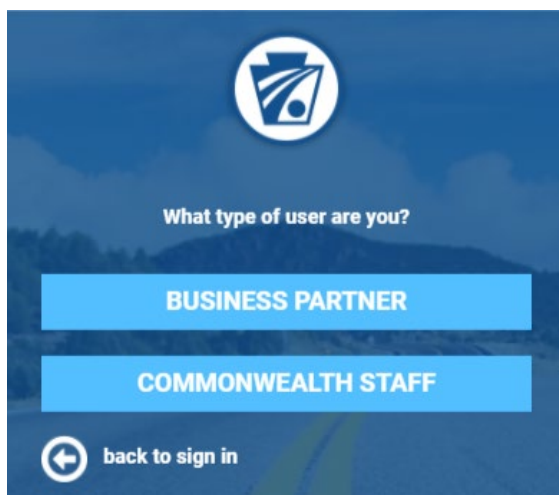 What type of user are you?
BUSINESS PARTNER
COMMONWEALTH STAFF
back to sign in